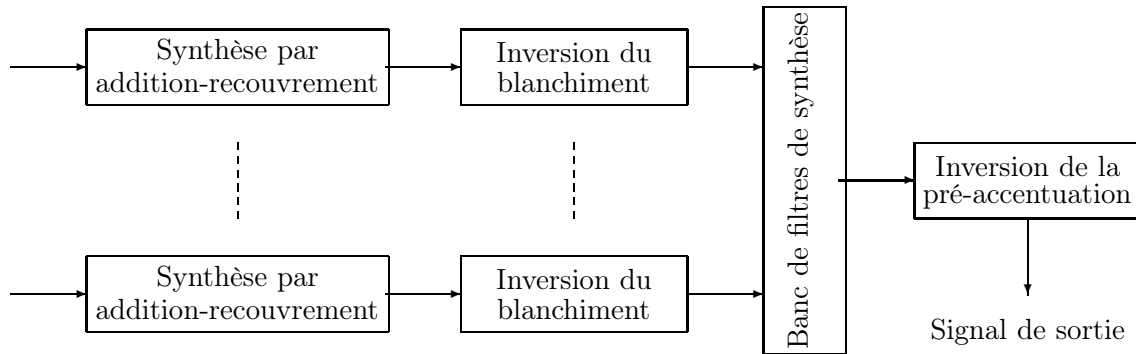 Synthèse par
addition-recouvrement
Inversion du
blanchiment
Banc de filtres de synthèse
Inversion de la
pré-accentuation
Synthèse par
addition-recouvrement
Inversion du
blanchiment
Signal de sortie